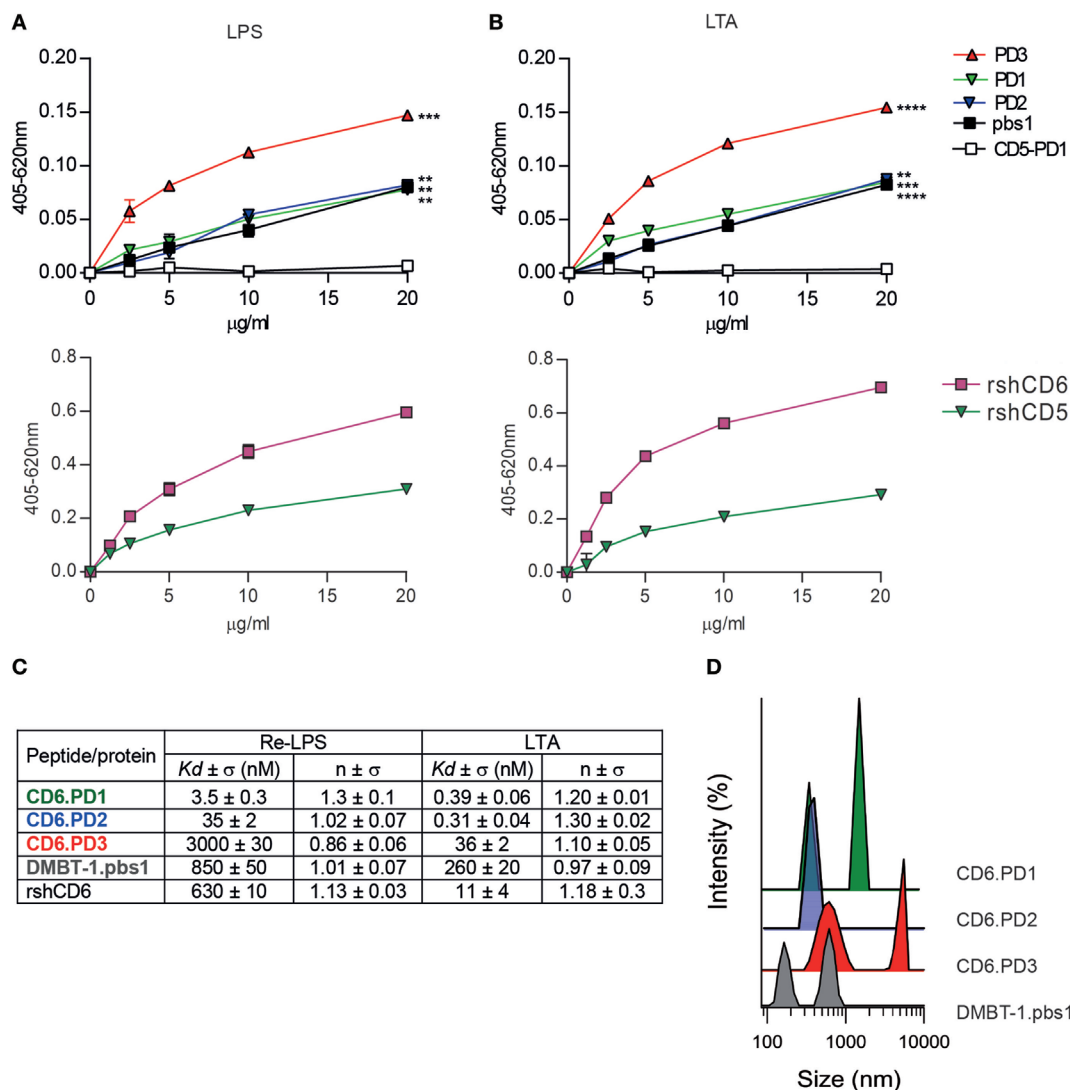 A
LPS
0.20
0.15
0.10
0.05
0.00
405-620nm
0
5
10
15
20
µg/ml
***
**
**
**
B
LTA
0.20
0.15
0.10
0.05
0.00
405-620nm
0
5
10
15
20
µg/ml
****
**
***
****
PD3
PD1
PD2
pbs1
CD5-PD1
0.8
0.6
0.4
0.2
0.0
405-620nm
0
5
10
15
20
µg/ml
0.8
0.6
0.4
0.2
0.0
405-620nm
0
5
10
15
20
µg/ml
rshCD6
rshCD5
C
Peptide/protein Re-LPS LTA
Kd ± σ (nM) n ± σ Kd ± σ (nM) n ± σ
CD6.PD1 3.5 ± 0.3 1.3 ± 0.1 0.39 ± 0.06 1.20 ± 0.01
CD6.PD2 35 ± 2 1.02 ± 0.07 0.31 ± 0.04 1.30 ± 0.02
CD6.PD3 3000 ± 30 0.86 ± 0.06 36 ± 2 1.10 ± 0.05
DMBT-1.pbs1 850 ± 50 1.01 ± 0.07 260 ± 20 0.97 ± 0.09
rshCD6 630 ± 10 1.13 ± 0.03 11 ± 4 1.18 ± 0.3
D
Intensity (%)
CD6.PD1
CD6.PD2
CD6.PD3
DMBT-1.pbs1
100 1000 10000
Size (nm)